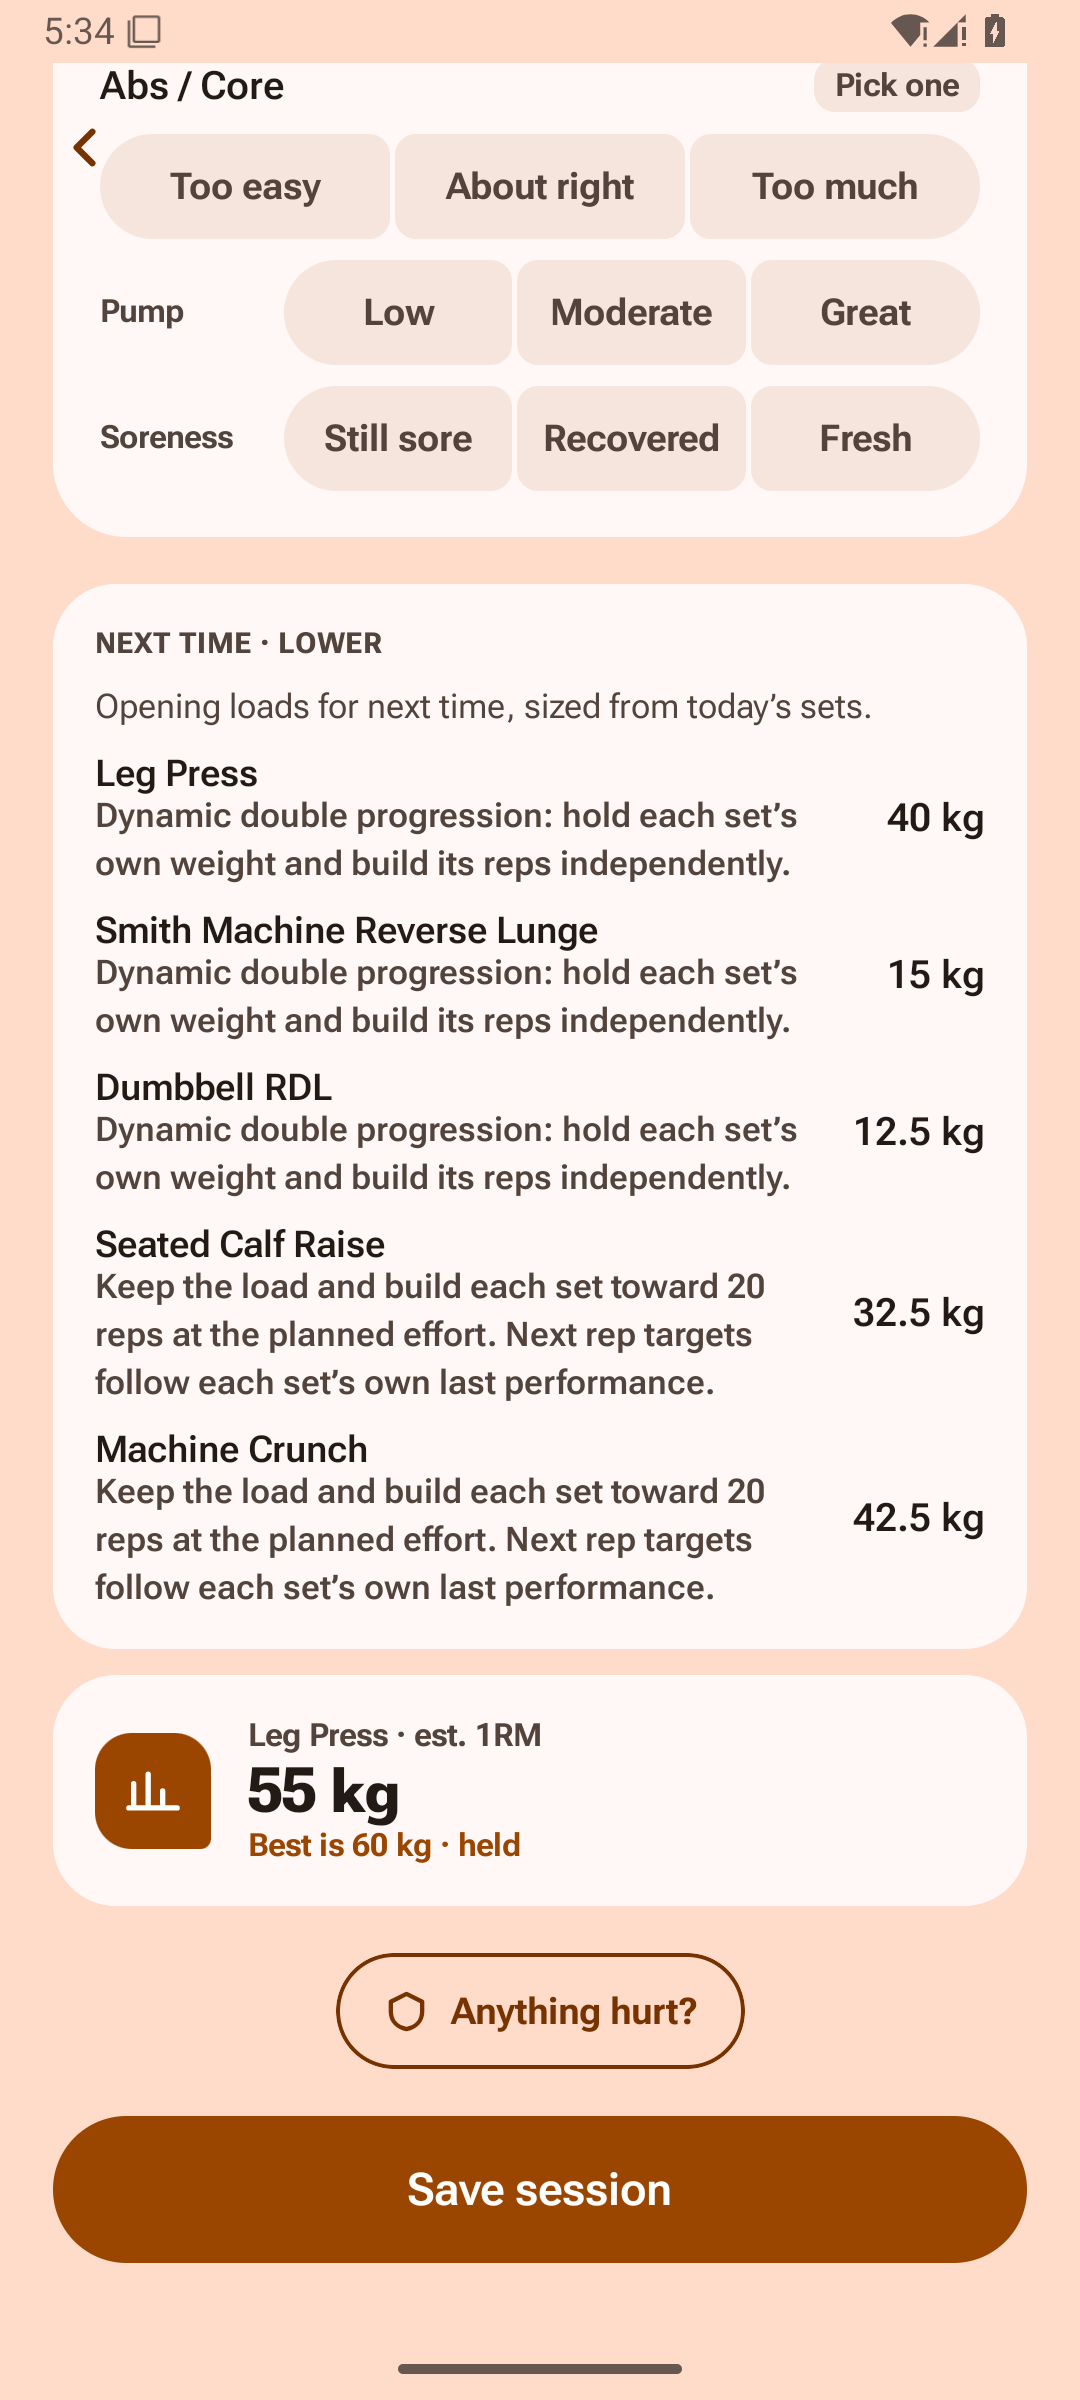 5:34
Abs / Core
Pick one
Too easy
About right
Too much
Pump
Low
Moderate
Great
Soreness
Still sore
Recovered
Fresh
NEXT TIME · LOWER
Opening loads for next time, sized from today’s sets.
Leg Press
Dynamic double progression: hold each set’s
own weight and build its reps independently.
40 kg
Smith Machine Reverse Lunge
Dynamic double progression: hold each set’s
own weight and build its reps independently.
15 kg
Dumbbell RDL
Dynamic double progression: hold each set’s
own weight and build its reps independently.
12.5 kg
Seated Calf Raise
Keep the load and build each set toward 20
reps at the planned effort. Next rep targets
follow each set’s own last performance.
32.5 kg
Machine Crunch
Keep the load and build each set toward 20
reps at the planned effort. Next rep targets
follow each set’s own last performance.
42.5 kg
Leg Press · est. 1RM
55 kg
Best is 60 kg · held
Anything hurt?
Save session